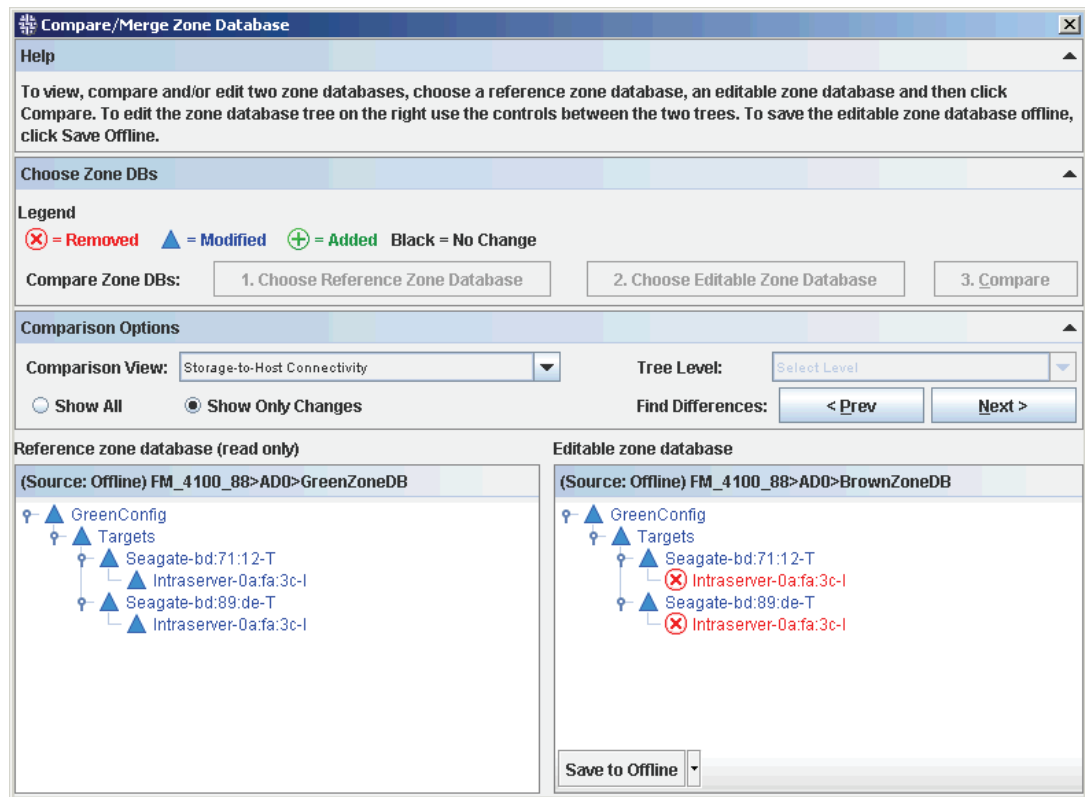 Compare/Merge Zone Database
Help
To view, compare and/or edit two zone databases, choose a reference zone database, an editable zone database and then click
Compare. To edit the zone database tree on the right use the controls between the two trees. To save the editable zone database offline,
click Save Offline.
Choose Zone DBs
Legend
= Removed = Modified = Added Black = No Change
Compare Zone DBs: 1. Choose Reference Zone Database 2. Choose Editable Zone Database 3. Compare
Comparison Options
Comparison View: Storage-to-Host Connectivity Tree Level: Select Level
Show All Show Only Changes Find Differences: < Prev Next >
Reference zone database (read only) Editable zone database
(Source: Offline) FM_4100_88>AD0>GreenZoneDB (Source: Offline) FM_4100_88>AD0>BrownZoneDB
GreenConfig GreenConfig
Targets Targets
Seagate-bd:71:12-T Seagate-bd:71:12-T
Intraserver-0a:fa:3c-I Intraserver-0a:fa:3c-I
Seagate-bd:89:de-T Seagate-bd:89:de-T
Intraserver-0a:fa:3c-I Intraserver-0a:fa:3c-I
Save to Offline